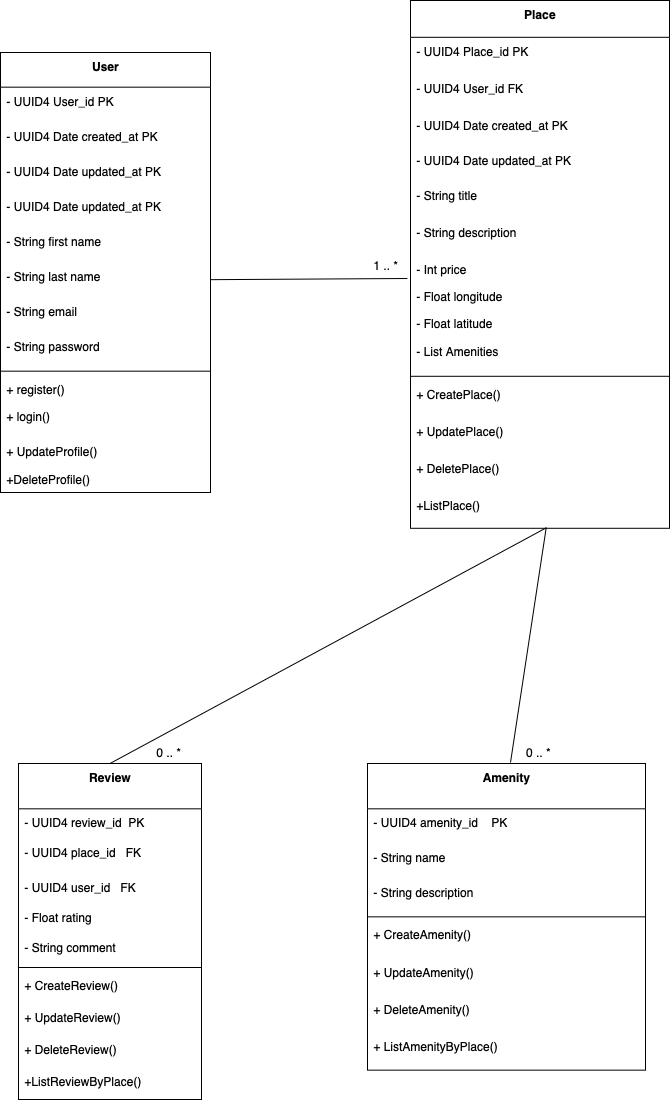 User
- UUID4 User_id PK
- UUID4 Date created_at PK
- UUID4 Date updated_at PK
- UUID4 Date updated_at PK
- String first name
- String last name
- String email
- String password
+ register()
+ login()
+ UpdateProfile()
+DeleteProfile()
1 .. *
Place
- UUID4 Place_id PK
- UUID4 User_id FK
- UUID4 Date created_at PK
- UUID4 Date updated_at PK
- String title
- String description
- Int price
- Float longitude
- Float latitude
- List Amenities
+ CreatePlace()
+ UpdatePlace()
+ DeletePlace()
+ListPlace()
0 .. *
Review
- UUID4 review_id PK
- UUID4 place_id FK
- UUID4 user_id FK
- Float rating
- String comment
+ CreateReview()
+ UpdateReview()
+ DeleteReview()
+ListReviewByPlace()
0 .. *
Amenity
- UUID4 amenity_id PK
- String name
- String description
+ CreateAmenity()
+ UpdateAmenity()
+ DeleteAmenity()
+ ListAmenityByPlace()